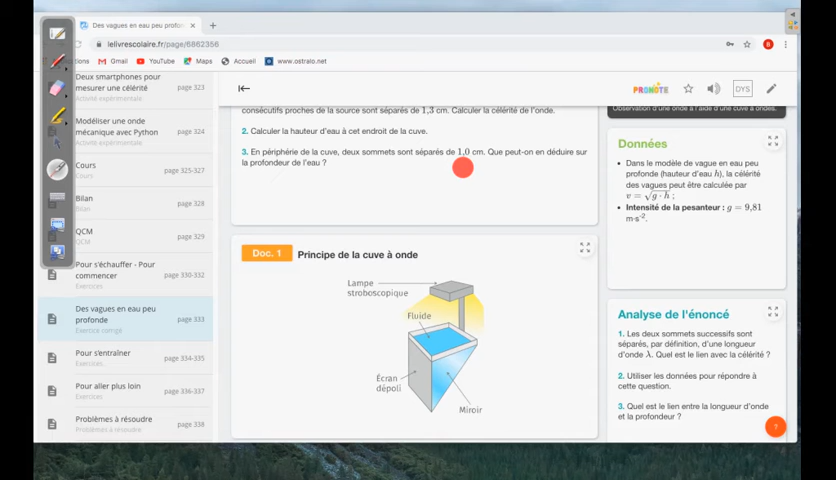 Des vagues en eau peu profon
lelivrescolaire.fr/page/6862356
tions
Gmail
YouTube
Maps
Accueil
www.ostralo.net
Deux smartphones pour
mesurer une célérité
page 323
Activité expérimentale
Modéliser une onde
mécanique avec Python
page 324
Activité expérimentale
Cours
page 325-327
Cours
Bilan
page 328
Bilan
QCM
page 329
QCM
Pour s'échauffer - Pour
commencer
page 330-332
Exercices
Des vagues en eau peu
profonde
page 333
Exercice corrigé
Pour s'entraîner
page 334-335
Exercices
Pour aller plus loin
page 336-337
Exercices
Problèmes à résoudre
page 338
Problèmes à résoudre
PRONOTE
DYS
consécutifs proches de la source sont séparés de 1,3 cm. Calculer la célérité de l'onde.
2. Calculer la hauteur d'eau à cet endroit de la cuve.
3. En périphérie de la cuve, deux sommets sont séparés de 1,0 cm. Que peut-on en déduire sur
la profondeur de l'eau ?
Doc. 1 Principe de la cuve à onde
Lampe
stroboscopique
Fluide
Écran
dépoli
Miroir
Observation d'une onde à l'aide d'une cuve à ondes.
Données
• Dans le modèle de vague en eau peu
profonde (hauteur d'eau h), la célérité
des vagues peut être calculée par
v = √g · h ;
• Intensité de la pesanteur : g = 9,81
m·s⁻².
Analyse de l'énoncé
1. Les deux sommets successifs sont
séparés, par définition, d'une longueur
d'onde λ. Quel est le lien avec la célérité ?
2. Utiliser les données pour répondre à
cette question.
3. Quel est le lien entre la longueur d'onde
et la profondeur ?
?